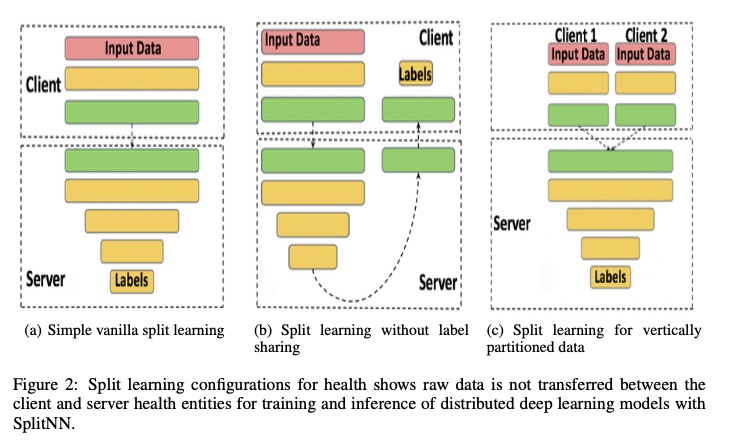 Input Data
Client
Server
Labels
(a) Simple vanilla split learning
Input Data
Client
Labels
Server
(b) Split learning without label
sharing
Client 1 Client 2
Input Data Input Data
Server
Labels
(c) Split learning for vertically
partitioned data
Figure 2: Split learning configurations for health shows raw data is not transferred between the
client and server health entities for training and inference of distributed deep learning models with
SplitNN.